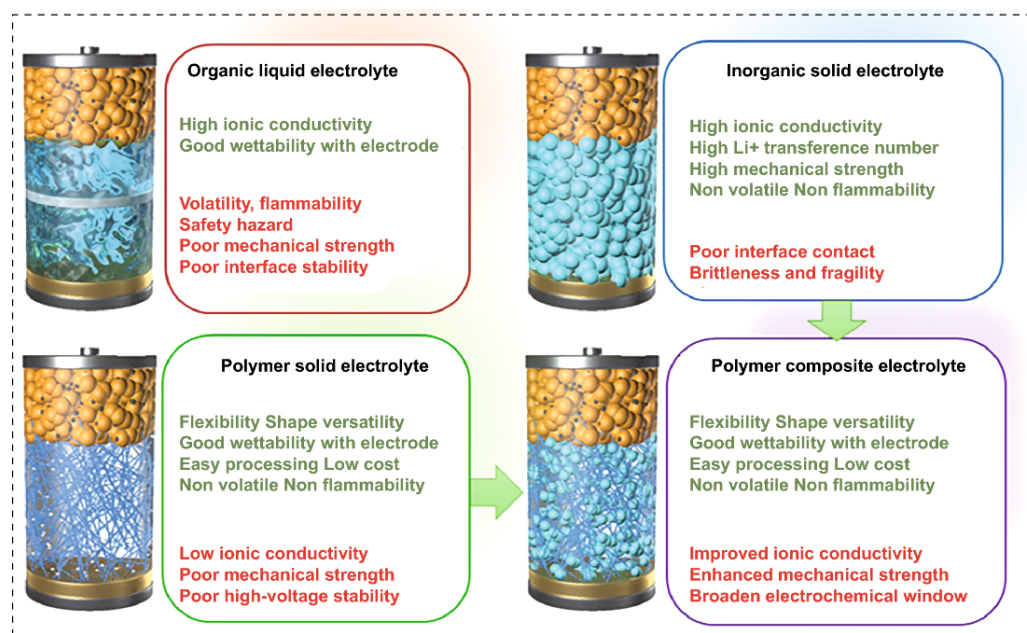 Organic liquid electrolyte
High ionic conductivity
Good wettability with electrode
Volatility, flammability
Safety hazard
Poor mechanical strength
Poor interface stability
Inorganic solid electrolyte
High ionic conductivity
High Li+ transference number
High mechanical strength
Non volatile Non flammability
Poor interface contact
Brittleness and fragility
Polymer solid electrolyte
Flexibility Shape versatility
Good wettability with electrode
Easy processing Low cost
Non volatile Non flammability
Low ionic conductivity
Poor mechanical strength
Poor high-voltage stability
Polymer composite electrolyte
Flexibility Shape versatility
Good wettability with electrode
Easy processing Low cost
Non volatile Non flammability
Improved ionic conductivity
Enhanced mechanical strength
Broaden electrochemical window